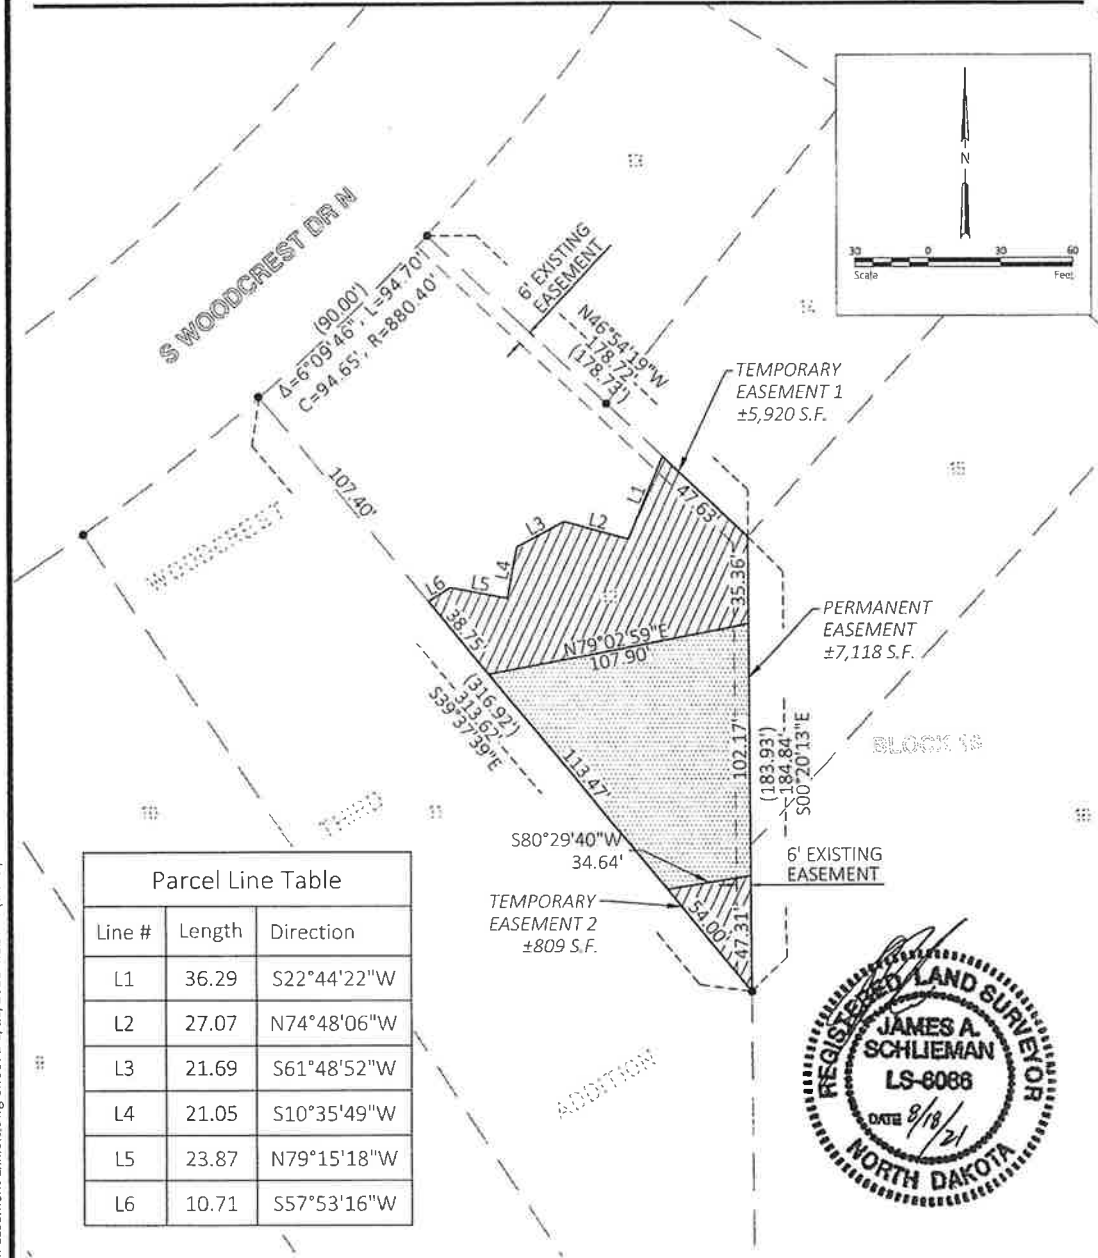 13
S WOODCREST DR N
(90.00')
Δ=6°09'46", L=94.70'
C=94.65', R=880.40'
6' EXISTING
EASEMENT
N46°54'19"W
178.72'
(178.73')
N
30 0 30 60
Scale Feet
14
TEMPORARY
EASEMENT 1
±5,920 S.F.
15
107.40'
WOODCREST
L1
47.63'
L2
L3
L4
L5
L6
35.36'
38.75'
N79°02'59"E
107.90'
PERMANENT
EASEMENT
±7,118 S.F.
(316.92')
313.62'
S39°37'39"E
113.47'
102.17'
(183.93')
184.84'
S00°20'13"E
BLOCK
10
THIRD
11
16
S80°29'40"W
34.64'
6' EXISTING
EASEMENT
TEMPORARY
EASEMENT 2
±809 S.F.
54.00'
47.31'
ADDITION
Parcel Line Table
Line # Length Direction
L1 36.29 S22°44'22"W
L2 27.07 N74°48'06"W
L3 21.69 S61°48'52"W
L4 21.05 S10°35'49"W
L5 23.87 N79°15'18"W
L6 10.71 S57°53'16"W
REGISTERED LAND SURVEYOR
JAMES A.
SCHLIEMAN
LS-6086
DATE 8/18/21
NORTH DAKOTA